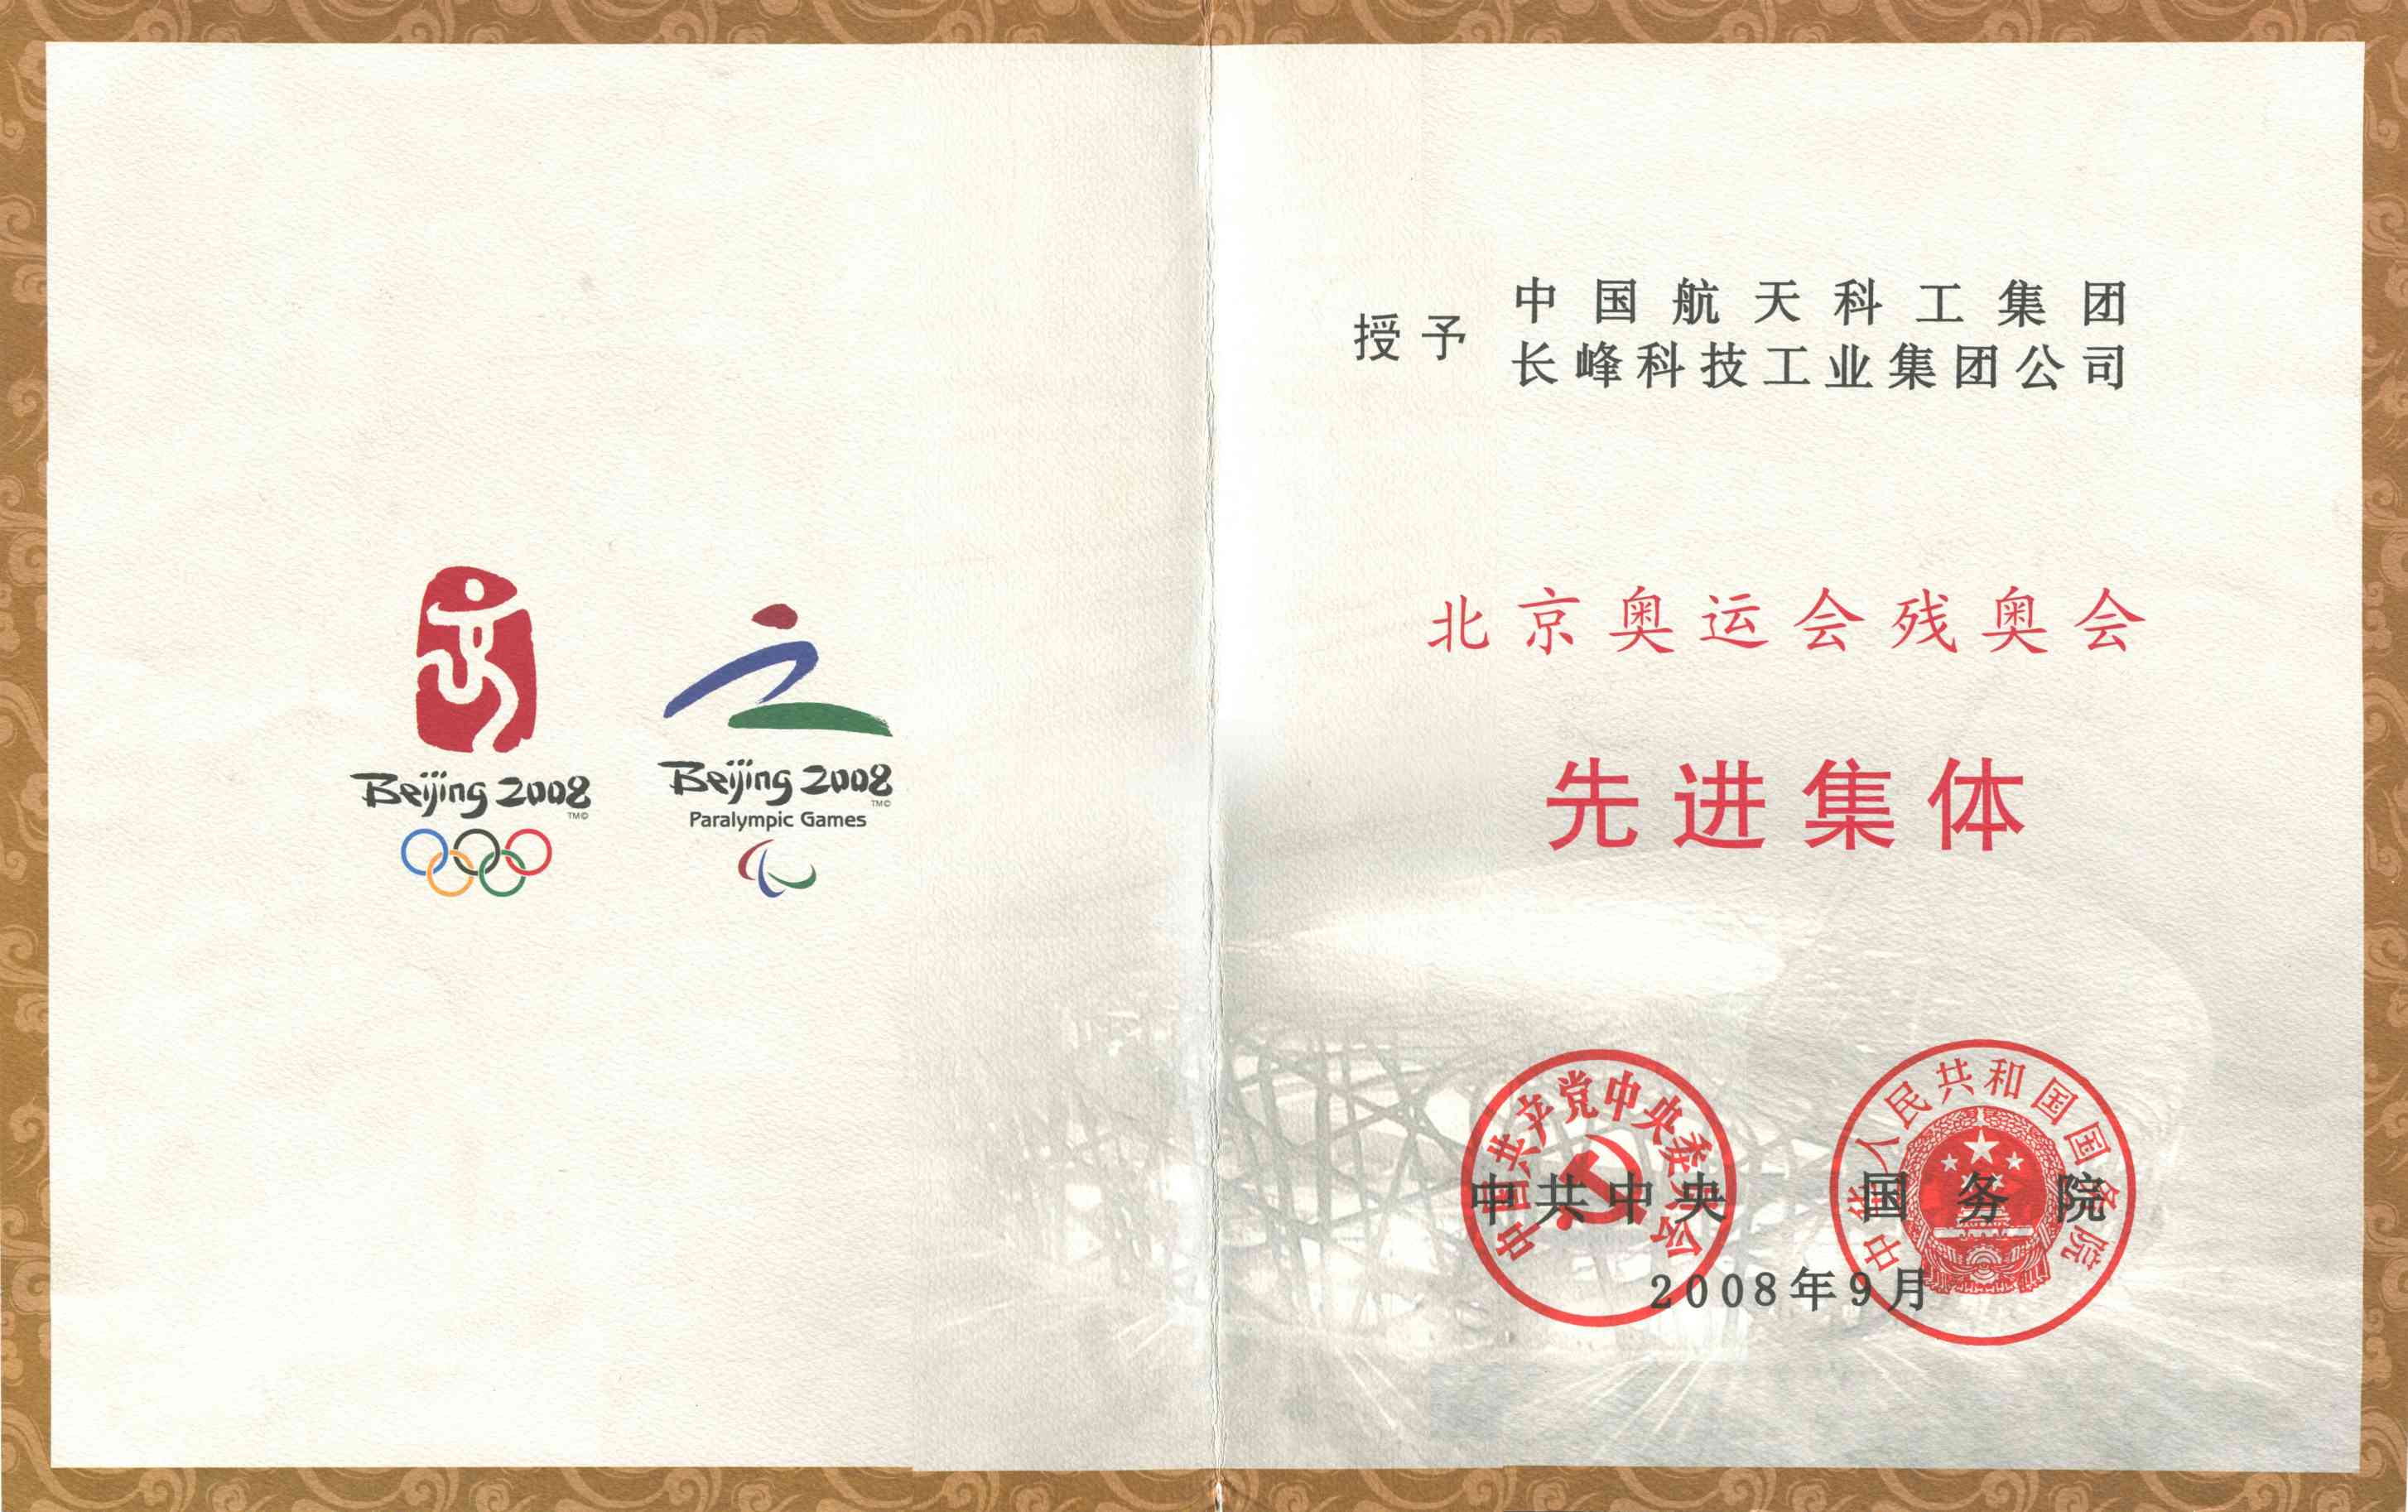 Beijing 2008
TM©
Beijing 2008
TM©
Paralympic Games
授予
中国航天科工集团
长峰科技工业集团公司
北京奥运会残奥会
先进集体
中国共产党中央委员会
中共中央
中华人民共和国国务院
国务院
2008年9月